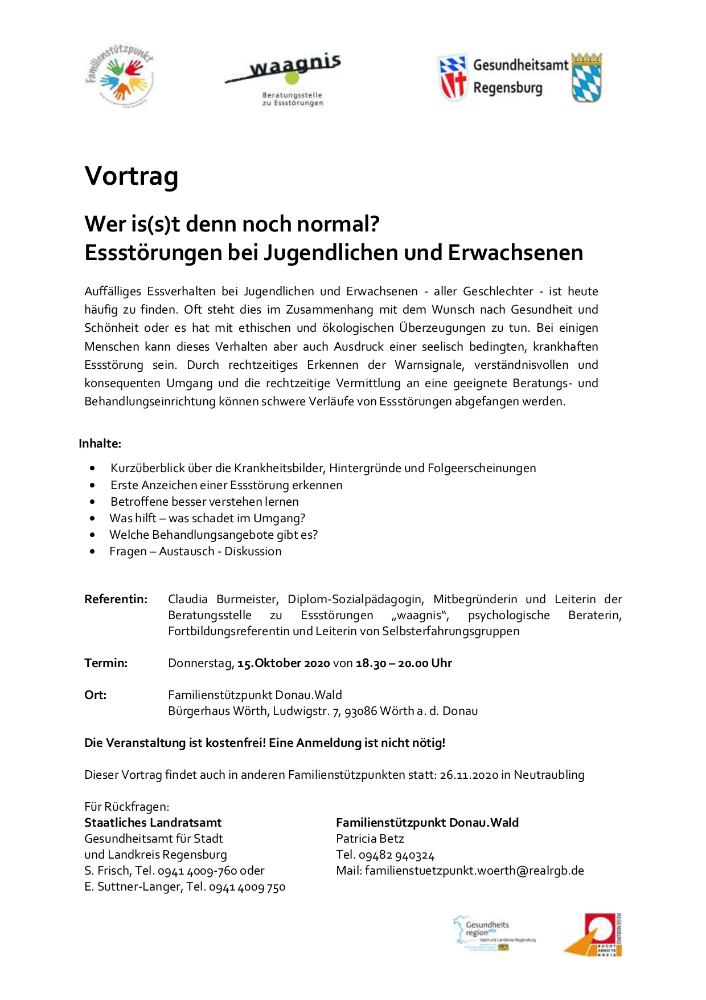 Familienstützpunkt
waagnis
Beratungsstelle
zu Essstörungen
Gesundheitsamt
Regensburg
Vortrag
Wer is(s)t denn noch normal?
Essstörungen bei Jugendlichen und Erwachsenen
Auffälliges Essverhalten bei Jugendlichen und Erwachsenen - aller Geschlechter - ist heute
häufig zu finden. Oft steht dies im Zusammenhang mit dem Wunsch nach Gesundheit und
Schönheit oder es hat mit ethischen und ökologischen Überzeugungen zu tun. Bei einigen
Menschen kann dieses Verhalten aber auch Ausdruck einer seelisch bedingten, krankhaften
Essstörung sein. Durch rechtzeitiges Erkennen der Warnsignale, verständnisvollen und
konsequenten Umgang und die rechtzeitige Vermittlung an eine geeignete Beratungs- und
Behandlungseinrichtung können schwere Verläufe von Essstörungen abgefangen werden.
Inhalte:
• Kurzüberblick über die Krankheitsbilder, Hintergründe und Folgeerscheinungen
• Erste Anzeichen einer Essstörung erkennen
• Betroffene besser verstehen lernen
• Was hilft – was schadet im Umgang?
• Welche Behandlungsangebote gibt es?
• Fragen – Austausch - Diskussion
Referentin: Claudia Burmeister, Diplom-Sozialpädagogin, Mitbegründerin und Leiterin der
Beratungsstelle zu Essstörungen „waagnis“, psychologische Beraterin,
Fortbildungsreferentin und Leiterin von Selbsterfahrungsgruppen
Termin: Donnerstag, 15.Oktober 2020 von 18.30 – 20.00 Uhr
Ort: Familienstützpunkt Donau.Wald
Bürgerhaus Wörth, Ludwigstr. 7, 93086 Wörth a. d. Donau
Die Veranstaltung ist kostenfrei! Eine Anmeldung ist nicht nötig!
Dieser Vortrag findet auch in anderen Familienstützpunkten statt: 26.11.2020 in Neutraubling
Für Rückfragen:
Staatliches Landratsamt
Gesundheitsamt für Stadt
und Landkreis Regensburg
S. Frisch, Tel. 0941 4009-760 oder
E. Suttner-Langer, Tel. 0941 4009 750
Familienstützpunkt Donau.Wald
Patricia Betz
Tel. 09482 940324
Mail: familienstuetzpunkt.woerth@realrgb.de
Gesundheits
region plus
Stadt und Landkreis Regensburg
REGENSBURG
SUCHT
ARBEITS
KREIS